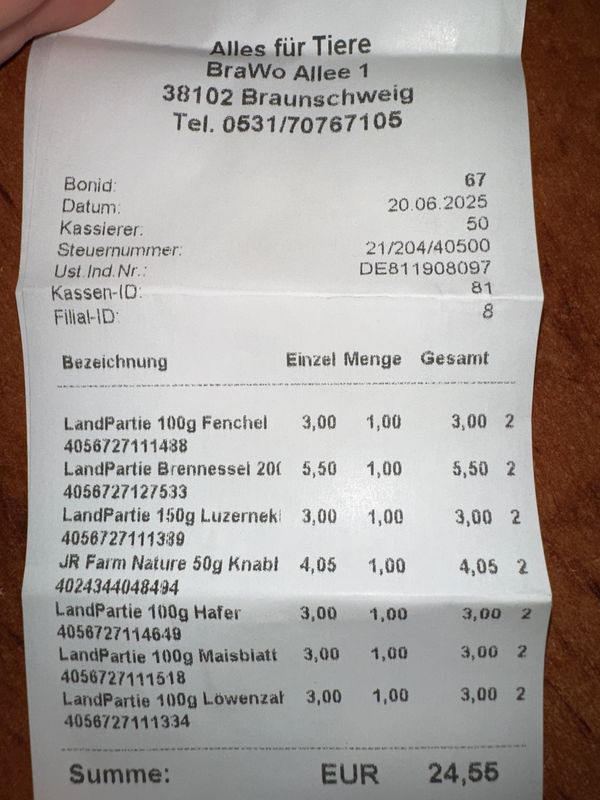 Alles für Tiere
BraWo Allee 1
38102 Braunschweig
Tel. 0531/70767105
Bonid: 67
Datum: 20.06.2025
Kassierer: 50
Steuernummer: 21/204/40500
Ust.Ind.Nr.: DE811908097
Kassen-ID: 81
Filial-ID: 8
Bezeichnung Einzel Menge Gesamt
LandPartie 100g Fenchel 3,00 1,00 3,00 2
4056727111488
LandPartie Brennessel 20( 5,50 1,00 5,50 2
4056727127533
LandPartie 150g Luzernekl 3,00 1,00 3,00 2
4056727111389
JR Farm Nature 50g Knabl 4,05 1,00 4,05 2
4024344048494
LandPartie 100g Hafer 3,00 1,00 3,00 2
4056727114649
LandPartie 100g Maisblatt 3,00 1,00 3,00 2
4056727111518
LandPartie 100g Löwenzal 3,00 1,00 3,00 2
4056727111334
Summe: EUR 24,55